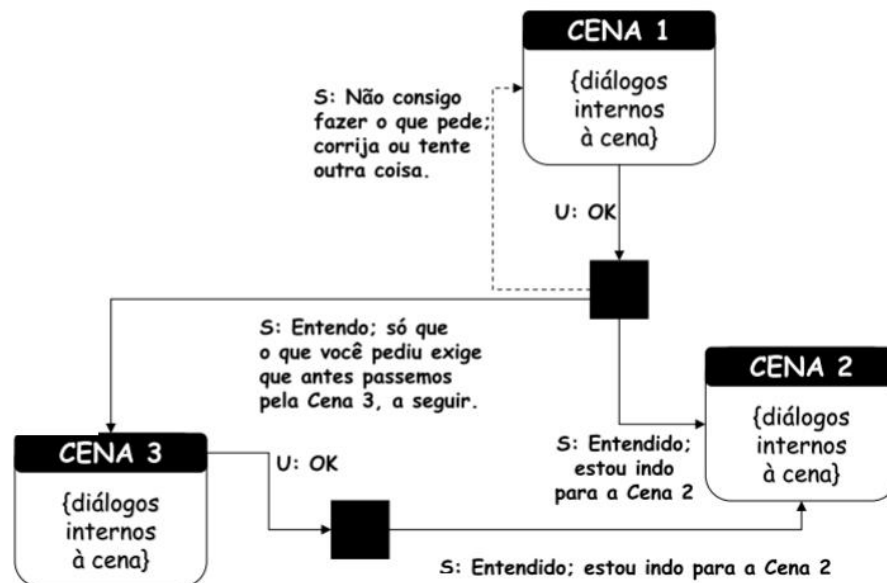 CENA 1
{diálogos
internos
à cena}
S: Não consigo
fazer o que pede;
corrija ou tente
outra coisa.
U: OK
S: Entendo; só que
o que você pediu exige
que antes passemos
pela Cena 3, a seguir.
CENA 2
{diálogos
internos
à cena}
S: Entendido;
estou indo
para a Cena 2
CENA 3
{diálogos
internos
à cena}
U: OK
S: Entendido; estou indo para a Cena 2